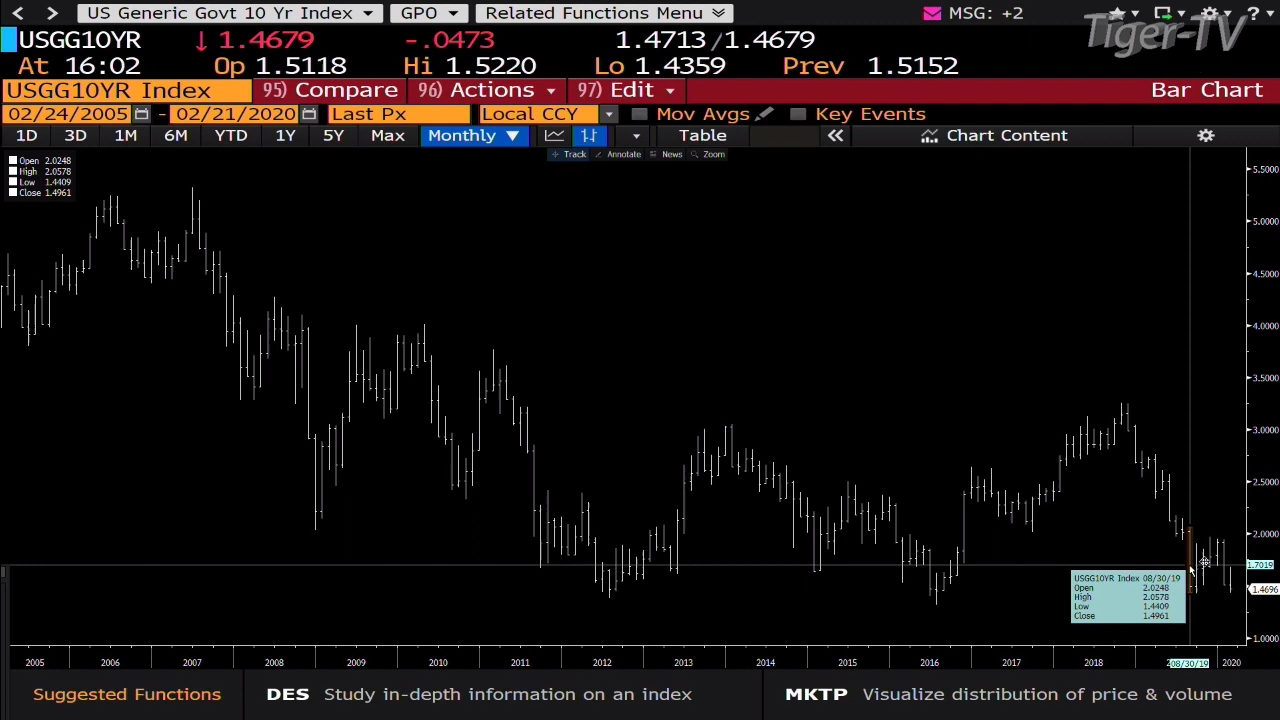 US Generic Govt 10 Yr Index GPO Related Functions Menu MSG: +2
Tiger-TV
USGG10YR ↓ 1.4679 -.0473 1.4713/1.4679
At 16:02 Op 1.5118 Hi 1.5220 Lo 1.4359 Prev 1.5152
USGG10YR Index 95) Compare 96) Actions 97) Edit Bar Chart
02/24/2005 - 02/21/2020 Last Px Local CCY Mov Avgs Key Events
1D 3D 1M 6M YTD 1Y 5Y Max Monthly ▼ Table « Chart Content
Track Annotate News Zoom
Open 2.0248
High 2.0578
Low 1.4409
Close 1.4961
5.5000
5.0000
4.5000
4.0000
3.5000
3.0000
2.5000
2.0000
1.7019
1.4696
1.0000
USGG10YR Index 08/30/19
Open 2.0248
High 2.0578
Low 1.4409
Close 1.4961
2005 2006 2007 2008 2009 2010 2011 2012 2013 2014 2015 2016 2017 2018 08/30/19 2020
Suggested Functions DES Study in-depth information on an index MKTP Visualize distribution of price & volume